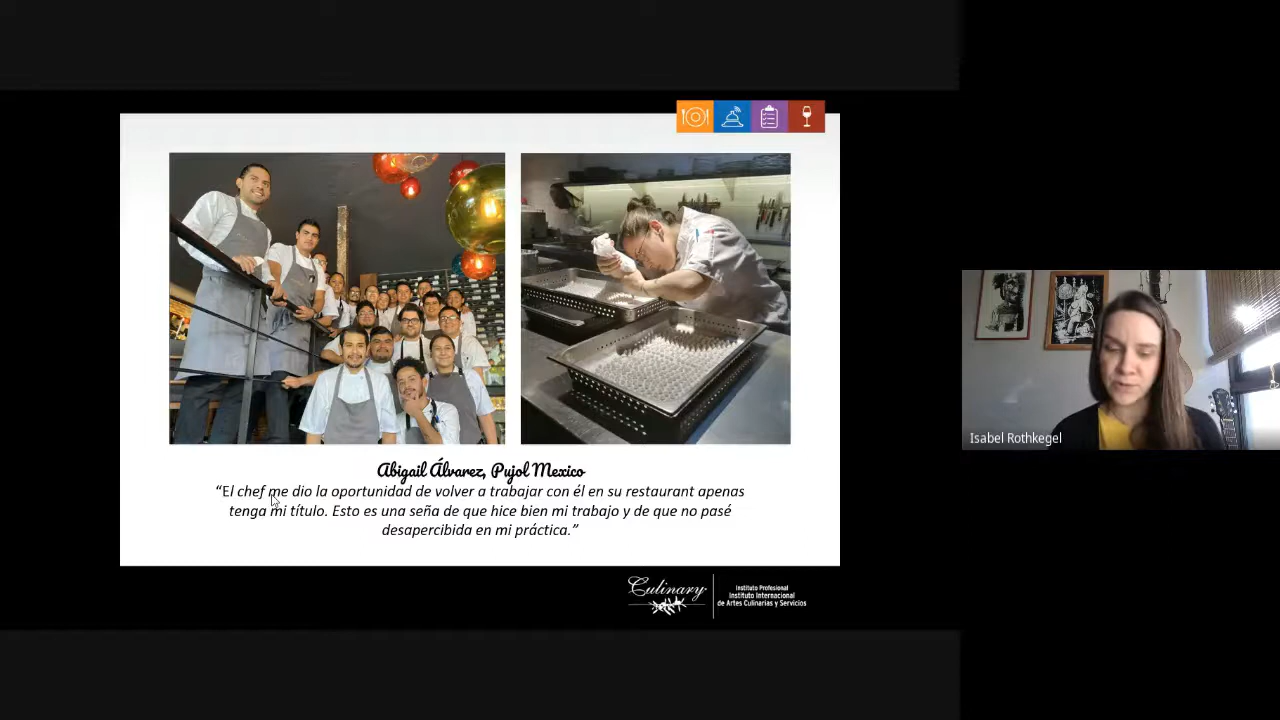 Abigail Álvarez, Pujol Mexico
“El chef me dio la oportunidad de volver a trabajar con él en su restaurant apenas
tenga mi título. Esto es una seña de que hice bien mi trabajo y de que no pasé
desapercibida en mi práctica.”
Culinary
Instituto Profesional
Instituto Internacional
de Artes Culinarias y Servicios
Isabel Rothkegel